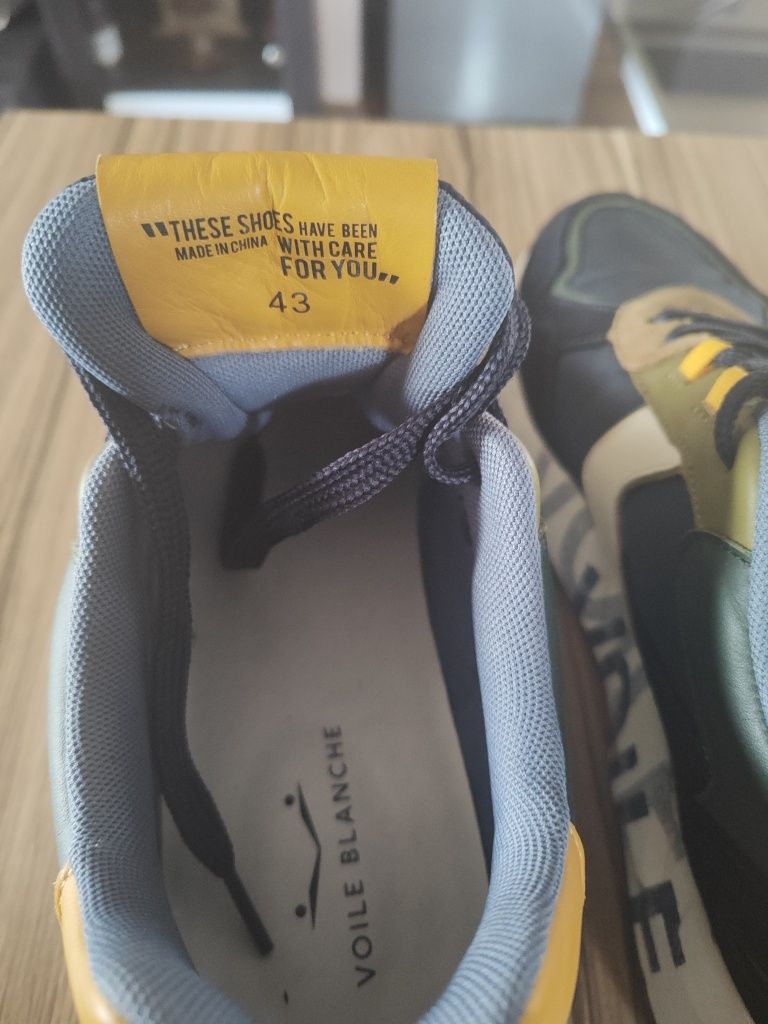 "THESE SHOES HAVE BEEN
MADE IN CHINA WITH CARE
FOR YOU„
43
VOILE BLANCHE